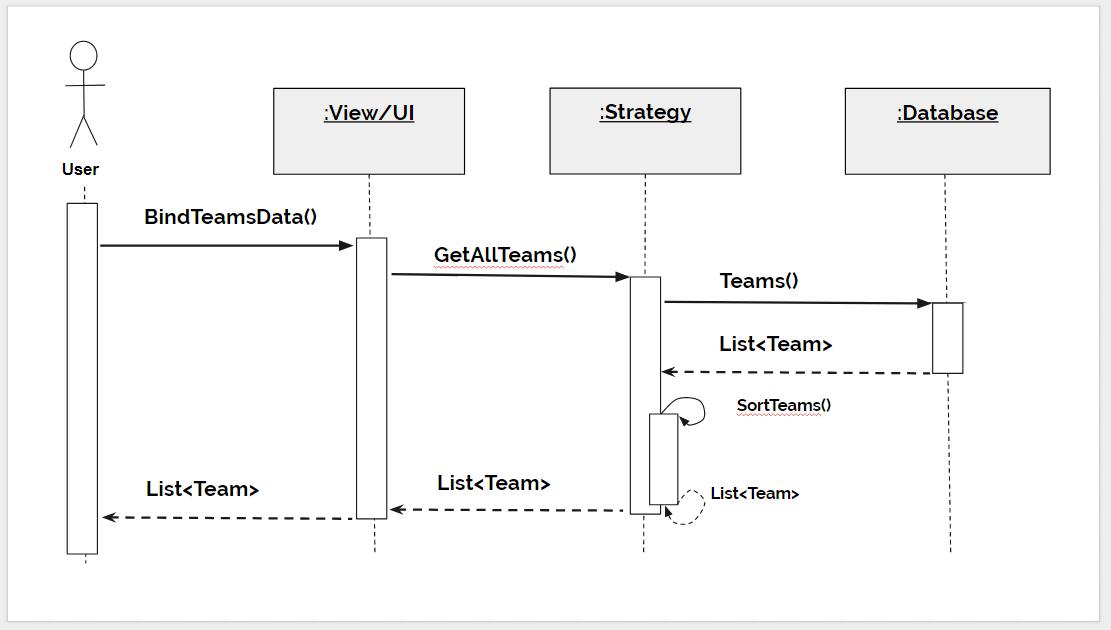 :View/UI
:Strategy
:Database
User
BindTeamsData()
GetAllTeams()
Teams()
List<Team>
SortTeams()
List<Team>
List<Team>
List<Team>